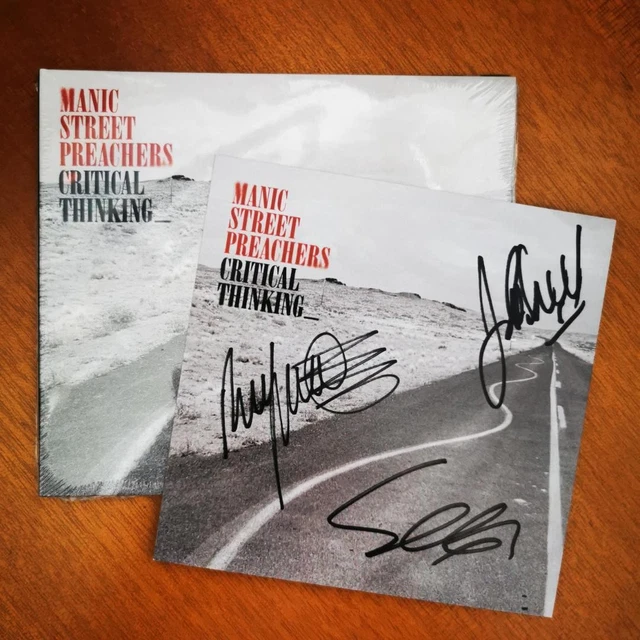 MANIC
STREET
PREACHERS
CRITICAL
THINKING_
MANIC
STREET
PREACHERS
CRITICAL
THINKING_